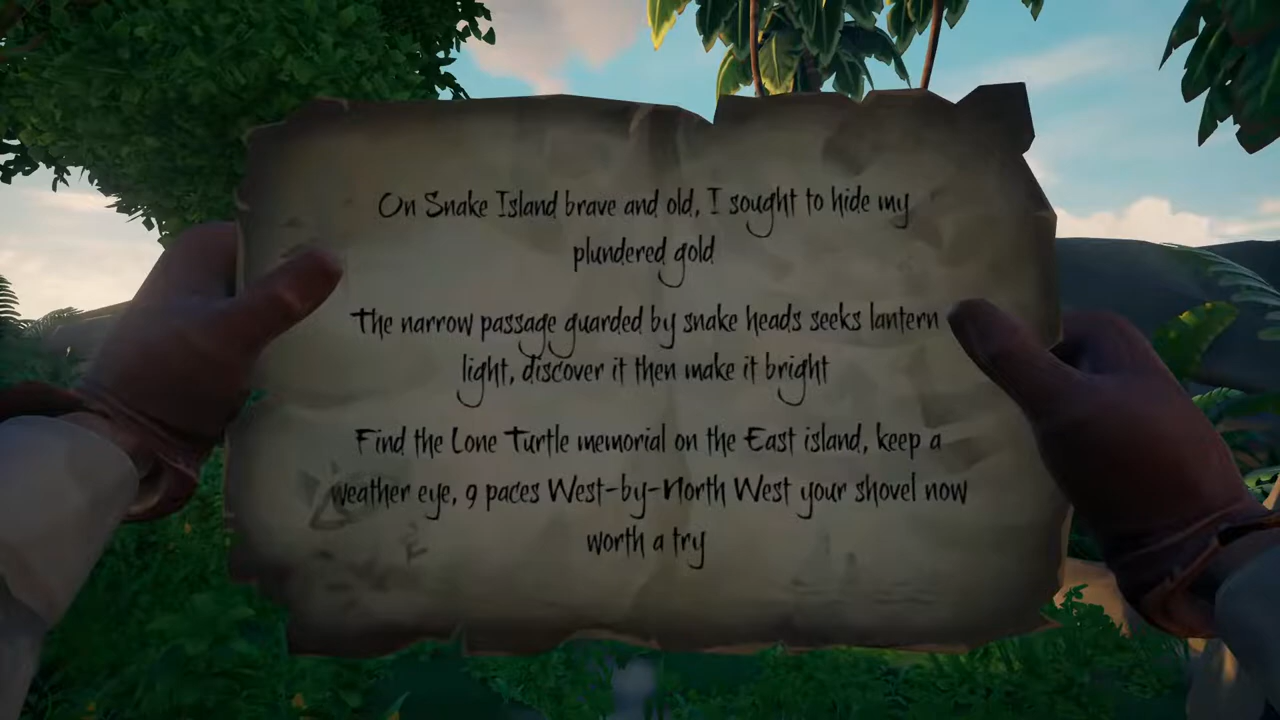 On Snake Island brave and old, I sought to hide my
plundered gold
The narrow passage guarded by snake heads seeks lantern
light, discover it then make it bright
Find the Lone Turtle memorial on the East island, keep a
weather eye, 9 paces West-by-North West your shovel now
worth a try